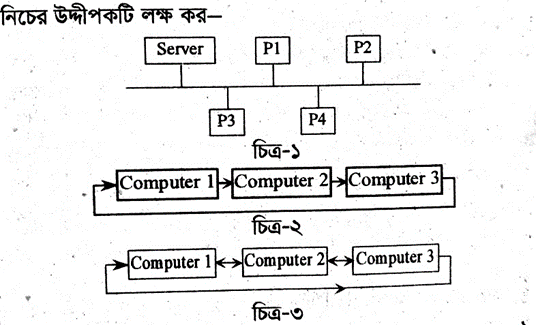 নিচের উদ্দীপকটি লক্ষ কর—
Server P1 P2
P3 P4
চিত্র-১
Computer 1 Computer 2 Computer 3
চিত্র-২
Computer 1 Computer 2 Computer 3
চিত্র-৩